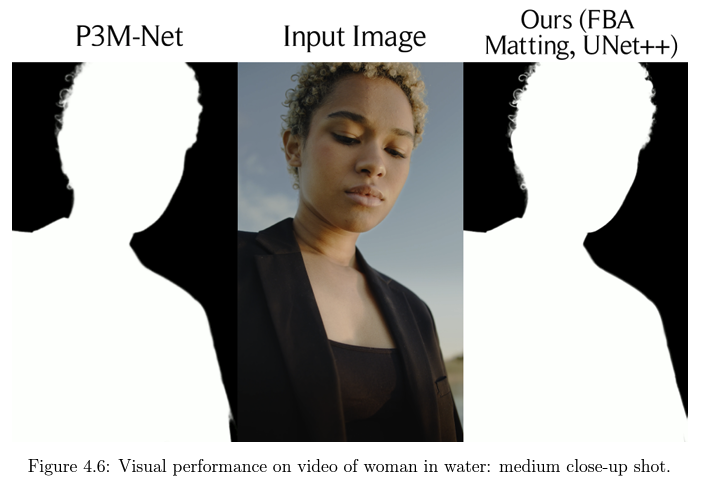 P3M-Net
Input Image
Ours (FBA
Matting, UNet++)
Figure 4.6: Visual performance on video of woman in water: medium close-up shot.